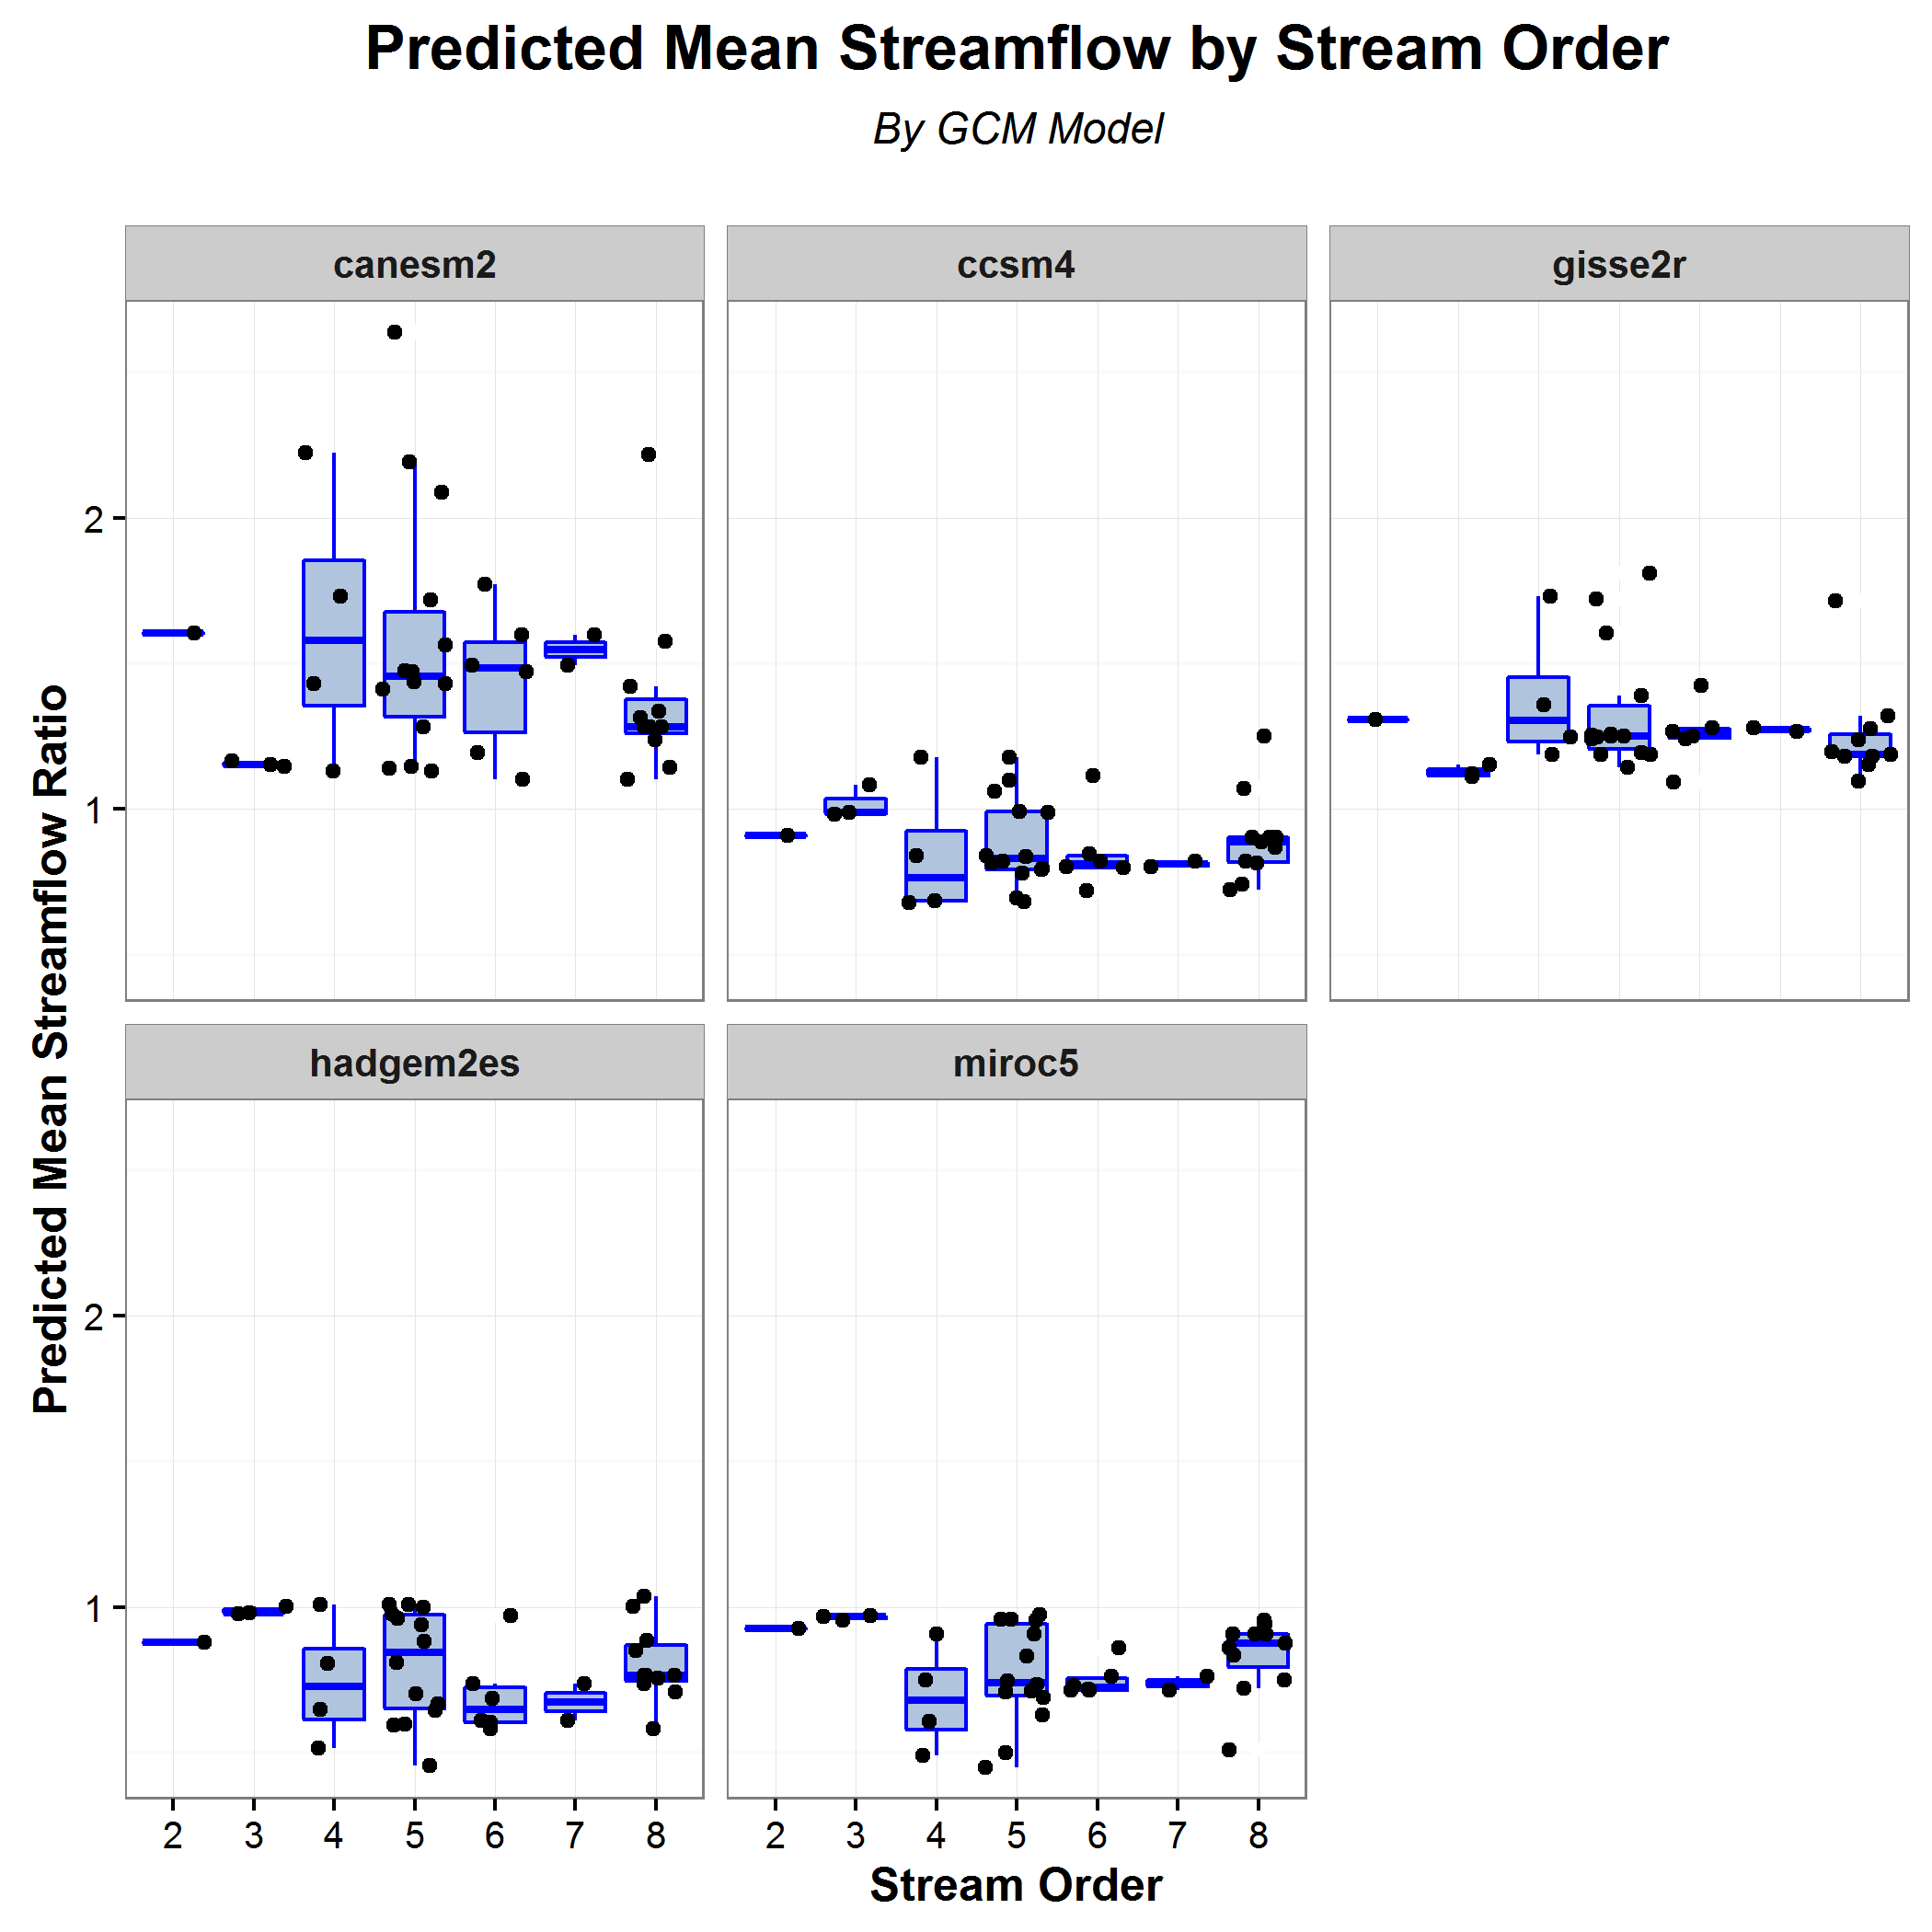 Predicted Mean Streamflow by Stream Order
By GCM Model
canesm2
ccsm4
gisse2r
2
1
hadgem2es
miroc5
2
1
2 3 4 5 6 7 8
2 3 4 5 6 7 8
Stream Order
Predicted Mean Streamflow Ratio